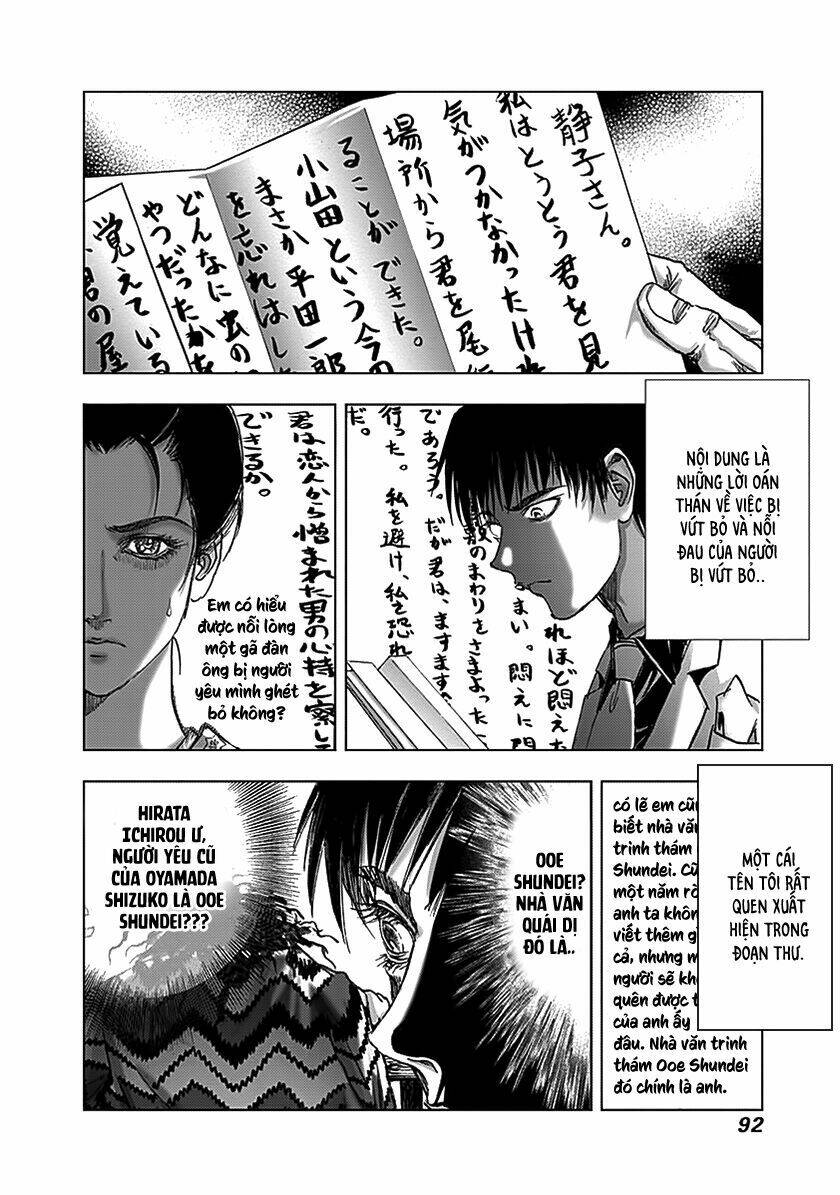 静子さん。
私はとうとう君を見
気がつかなかったけ
場所から君を尾
ることができた。
小山田という今の
まさか平田一郎
を忘れはし
どんなに虫の
やつだったかを
覚えている
君の屋
NỘI DUNG LÀ
NHỮNG LỜI OÁN
THÁN VỀ VIỆC BỊ
VỨT BỎ VÀ NỖI
ĐAU CỦA NGƯỜI
BỊ VỨT BỎ..
れほど悶えた
まい。悶えに悶
敷のまわりをさまよった
であろう。だが君は、ますます
行った。私を避け、私を恐れ
だ。
君は恋人から憎まれた男の心持を察して
できるか。
Em có hiểu
được nỗi lòng
một gã đàn
ông bị người
yêu mình ghét
bỏ không?
MỘT CÁI
TÊN TÔI RẤT
QUEN XUẤT
HIỆN TRONG
ĐOẠN THƯ.
có lẽ em cũ
biết nhà vă
trinh thám
Shundei. Cũ
một năm rò
anh ta khôn
viết thêm g
cả, nhưng m
người sẽ kh
quên được t
của anh ấy
đâu. Nhà văn trinh
thám Ooe Shundei
đó chính là anh.
OOE
SHUNDEI?
NHÀ VĂN
QUÁI DỊ
ĐÓ LÀ..
HIRATA
ICHIROU Ư,
NGƯỜI YÊU CŨ
CỦA OYAMADA
SHIZUKO LÀ OOE
SHUNDEI???
92